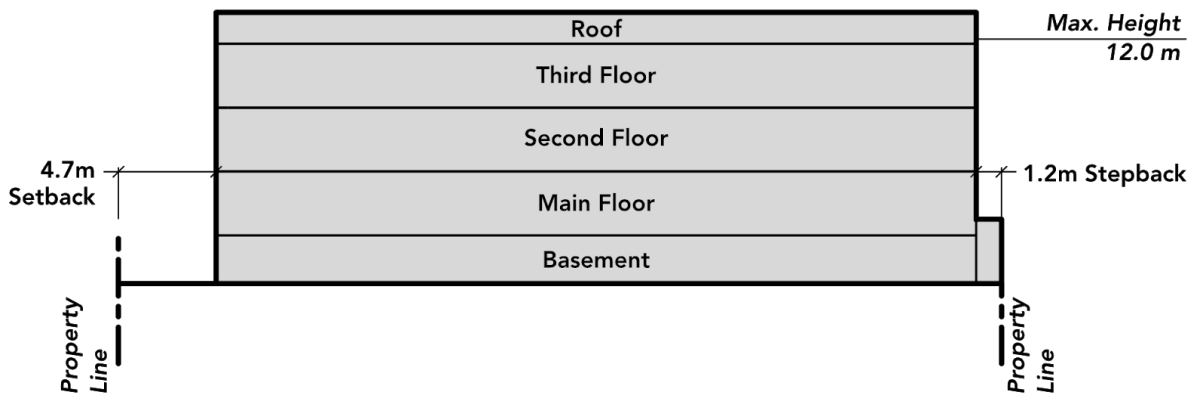 Roof
Max. Height
12.0 m
Third Floor
Second Floor
4.7m
Setback
1.2m Stepback
Main Floor
Basement
Property
Line
Property
Line